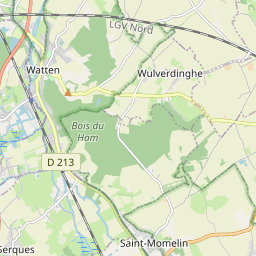 LGV Nord
Watten
Wulverdinghe
Bois du
Ham
D 213
Serques
Saint-Momelin